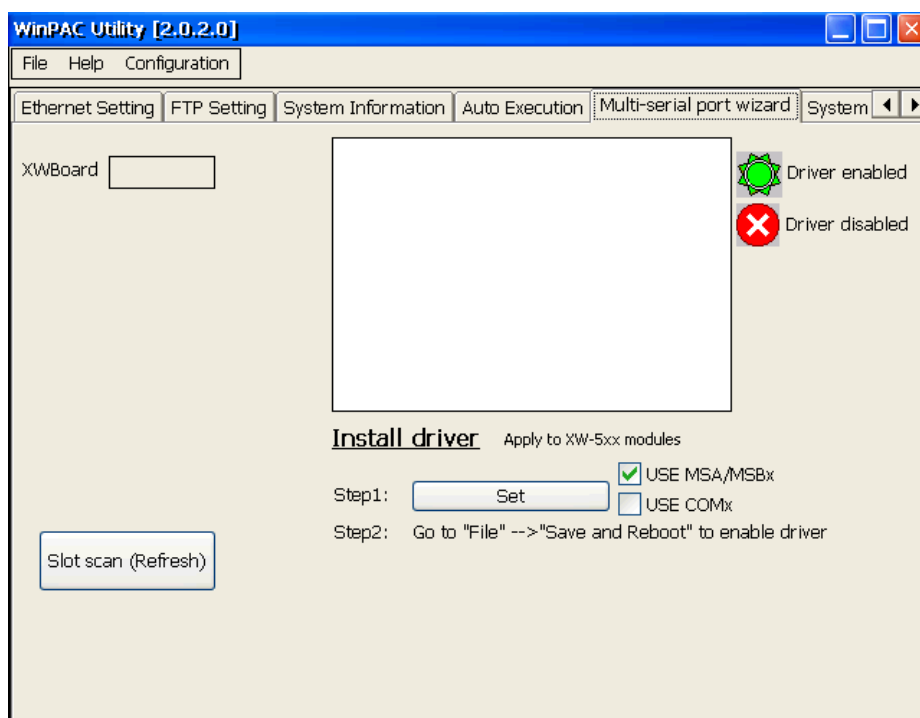 WinPAC Utility [2.0.2.0]
File Help Configuration
Ethernet Setting FTP Setting System Information Auto Execution Multi-serial port wizard System
XWBoard
Driver enabled
Driver disabled
Install driver Apply to XW-5xx modules
USE MSA/MSBx
Step1: Set
USE COMx
Step2: Go to "File" -->"Save and Reboot" to enable driver
Slot scan (Refresh)